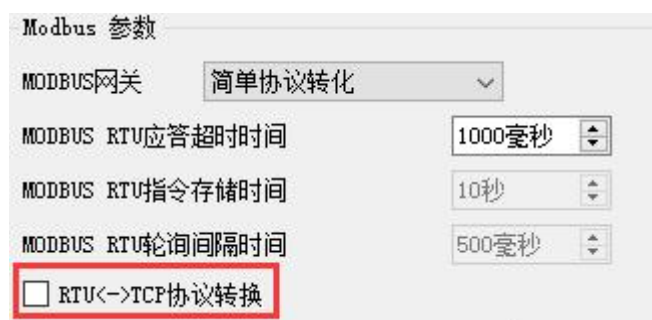 Modbus 参数
MODBUS网关 简单协议转化
MODBUS RTU应答超时时间 1000毫秒
MODBUS RTU指令存储时间 10秒
MODBUS RTU轮询间隔时间 500毫秒
RTU<->TCP协议转换